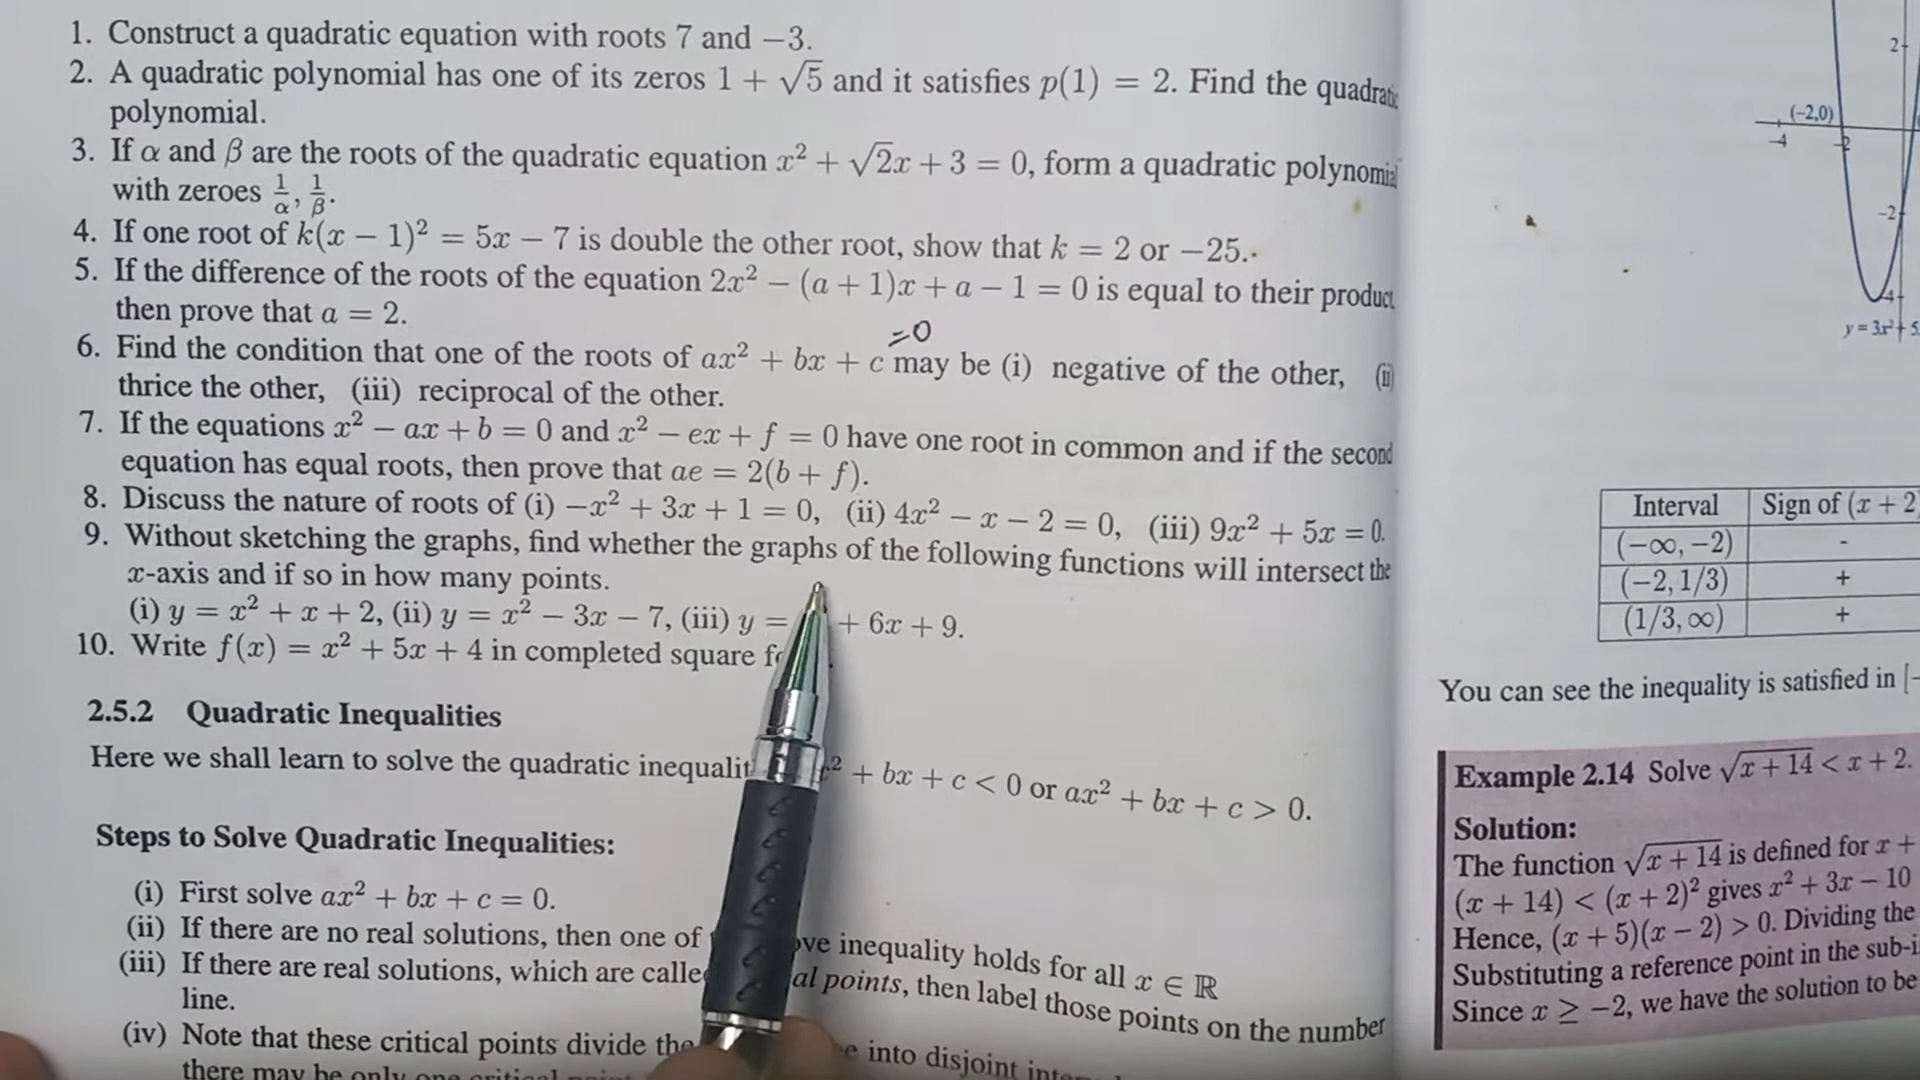 1. Construct a quadratic equation with roots 7 and −3.
2. A quadratic polynomial has one of its zeros 1 + √5 and it satisfies p(1) = 2. Find the
polynomial.
3. If α and β are the roots of the quadratic equation x² + √2x + 3 = 0, form a quadratic
with zeroes 1/α, 1/β.
4. If one root of k(x − 1)² = 5x − 7 is double the other root, show that k = 2 or −25.
5. If the difference of the roots of the equation 2x² − (a + 1)x + a − 1 = 0 is equal to their product
then prove that a = 2.
=0
6. Find the condition that one of the roots of ax² + bx + c may be (i) negative of the other, (ii)
thrice the other, (iii) reciprocal of the other.
7. If the equations x² − ax + b = 0 and x² − ex + f = 0 have one root in common and if the second
equation has equal roots, then prove that ae = 2(b + f).
8. Discuss the nature of roots of (i) −x² + 3x + 1 = 0, (ii) 4x² − x − 2 = 0, (iii) 9x² + 5x = 0.
9. Without sketching the graphs, find whether the graphs of the following functions will intersect the
x-axis and if so in how many points.
(i) y = x² + x + 2, (ii) y = x² − 3x − 7, (iii) y = + 6x + 9.
10. Write f(x) = x² + 5x + 4 in completed square
2.5.2 Quadratic Inequalities
Here we shall learn to solve the quadratic + bx + c < 0 or ax² + bx + c > 0.
Steps to Solve Quadratic Inequalities:
(i) First solve ax² + bx + c = 0.
(ii) If there are no real solutions, then one of inequality holds for all x ∈ ℝ
(iii) If there are real solutions, which are points, then label those points on the number
line.
(iv) Note that these critical points divide into disjoint
there may be only one
2
(−2,0)
−4
−2
−2
−4
y = 3x² + 5
Interval Sign of (x + 2)
(−∞, −2) -
(−2, 1/3) +
(1/3, ∞) +
You can see the inequality is satisfied in [−
Example 2.14 Solve √x + 14 < x + 2.
Solution:
The function √x + 14 is defined for x +
(x + 14) < (x + 2)² gives x² + 3x − 10
Hence, (x + 5)(x − 2) > 0. Dividing the
Substituting a reference point in the
Since x ≥ −2, we have the solution to be